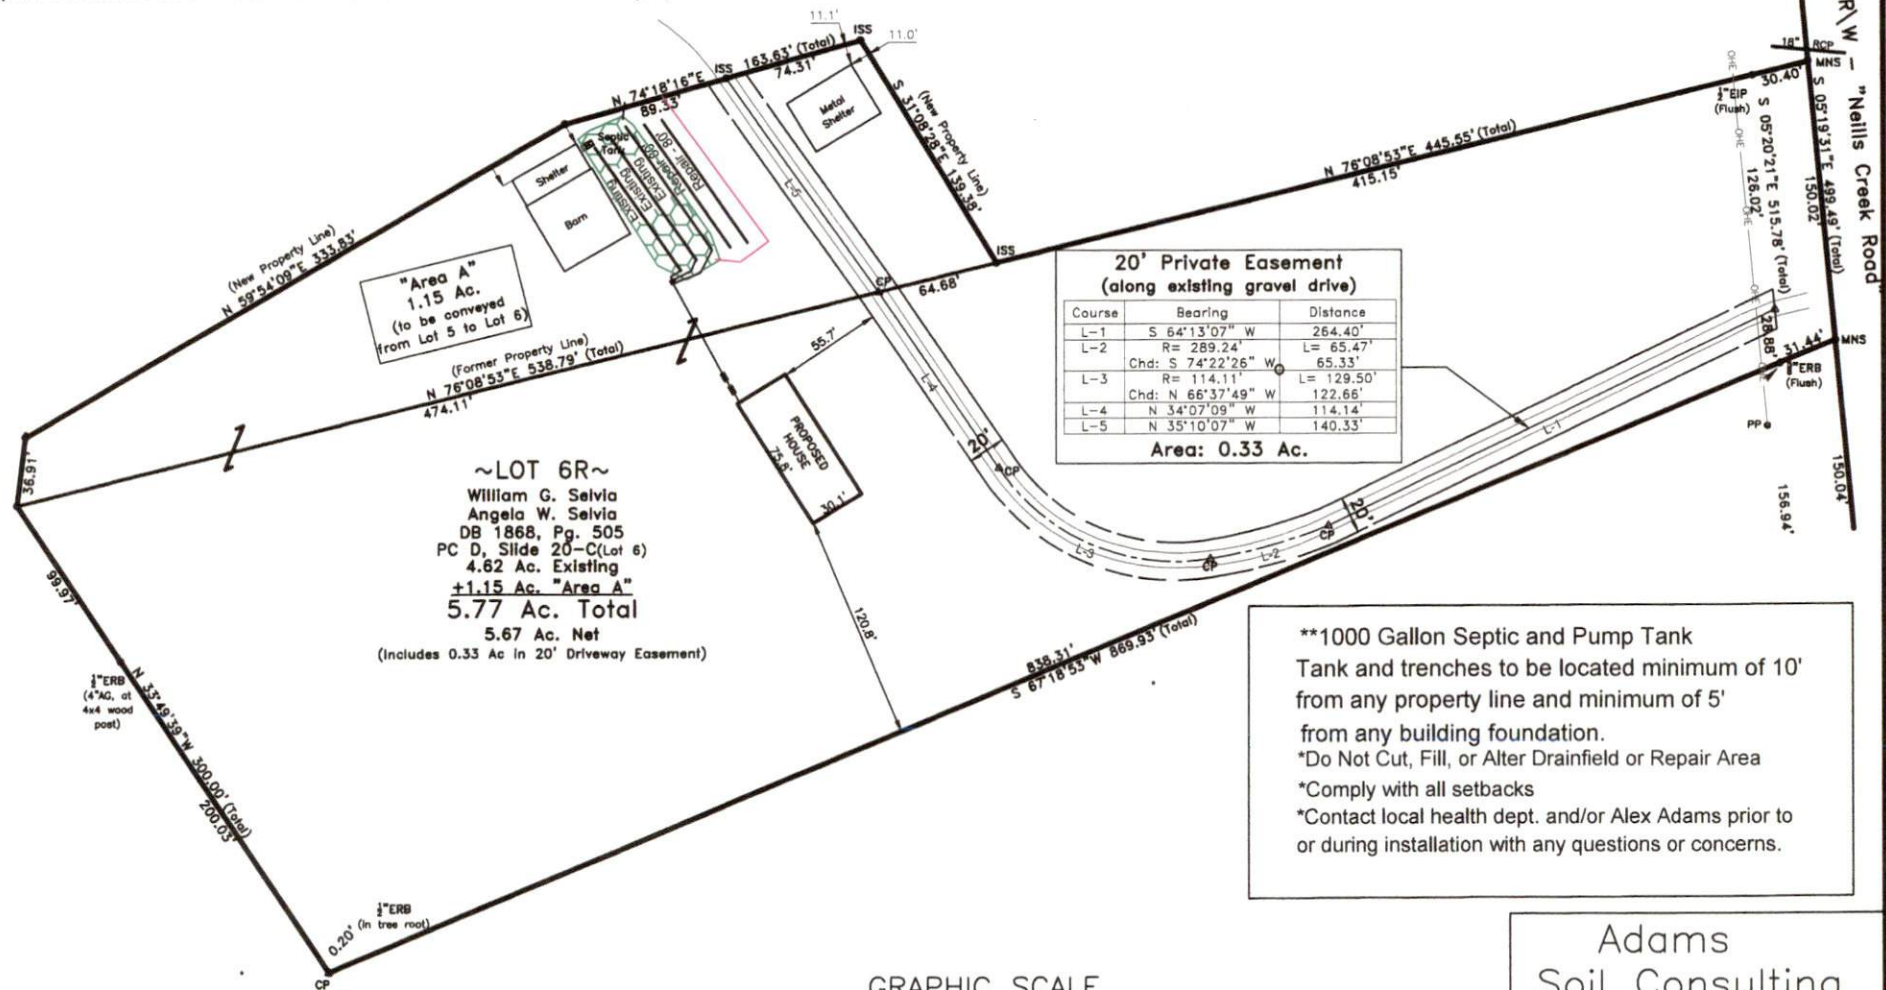 11.1'
ISS
11.0'
163.63' (Total)
74.31'
ISS
N 74°18'16"E
89.33'
Metal
Shelter
S 31°08'28"E 139.38'
(New Property Line)
Septic
Tank
Existing
Existing
Existing
Repair-80'
Repair - 80'
Shelter
Barn
L-5
(New Property Line)
N 59°54'09"E 333.83'
"Area A"
1.15 Ac.
(to be conveyed
from Lot 5 to Lot 6)
(Former Property Line)
N 76°08'53"E 538.79' (Total)
474.11'
CP
64.68'
ISS
N 76°08'53"E 445.55' (Total)
415.15'
18"
RCP
MNS
30.40'
½"EIP
(Flush)
OHE
OHE
OHE
OHE
S 05°20'21"E 515.78' (Total)
126.02'
S 05°19'31"E 499.49' (Total)
150.02'
R\W – "Neills Creek Road"
28.88'
31.44'
MNS
ERB
(Flush)
PP
150.04'
156.94'
20' Private Easement
(along existing gravel drive)
Course Bearing Distance
L-1 S 64°13'07" W 264.40'
L-2 R= 289.24' L= 65.47'
Chd: S 74°22'26" W 65.33'
L-3 R= 114.11' L= 129.50'
Chd: N 66°37'49" W 122.66'
L-4 N 34°07'09" W 114.14'
L-5 N 35°10'07" W 140.33'
Area: 0.33 Ac.
55.7'
L-4
PROPOSED
HOUSE
75.8'
30.1'
20'
CP
L-3
CP
L-2
CP
20'
L-1
36.91'
~LOT 6R~
William G. Selvia
Angela W. Selvia
DB 1868, Pg. 505
PC D, Slide 20-C(Lot 6)
4.62 Ac. Existing
+1.15 Ac. "Area A"
5.77 Ac. Total
5.67 Ac. Net
(Includes 0.33 Ac in 20' Driveway Easement)
120.8'
838.31'
S 67°18'53"W 869.93' (Total)
99.97'
½"ERB
(4"AG, at
4x4 wood
post)
N 33°49'39"W 300.00' (Total)
200.03'
½"ERB
(in tree root)
0.20'
CP
**1000 Gallon Septic and Pump Tank
Tank and trenches to be located minimum of 10'
from any property line and minimum of 5'
from any building foundation.
*Do Not Cut, Fill, or Alter Drainfield or Repair Area
*Comply with all setbacks
*Contact local health dept. and/or Alex Adams prior to
or during installation with any questions or concerns.
GRAPHIC SCALE
Adams
Soil Consulting